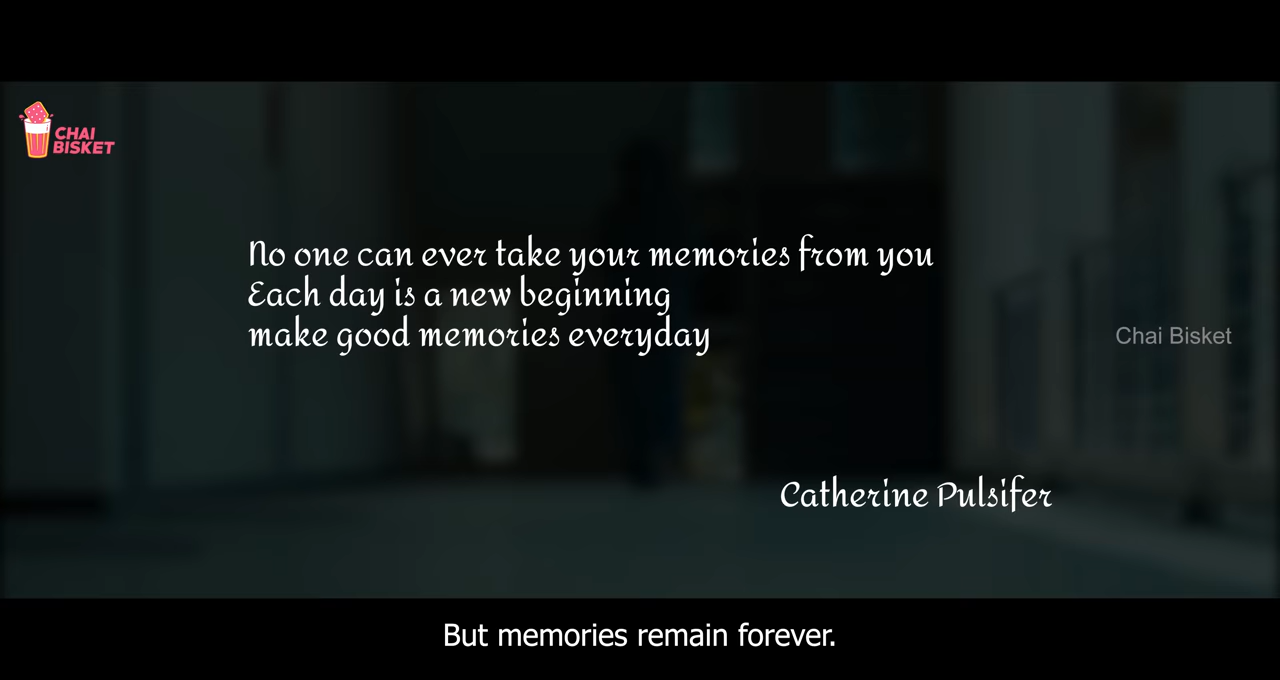 CHAI
BISKET
No one can ever take your memories from you
Each day is a new beginning
make good memories everyday
Chai Bisket
Catherine Pulsifer
But memories remain forever.